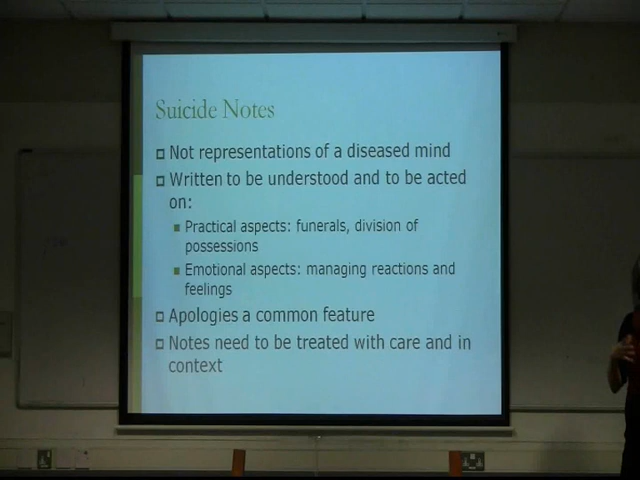 Suicide Notes
Not representations of a diseased mind
Written to be understood and to be acted
on:
Practical aspects: funerals, division of
possessions
Emotional aspects: managing reactions and
feelings
Apologies a common feature
Notes need to be treated with care and in
context